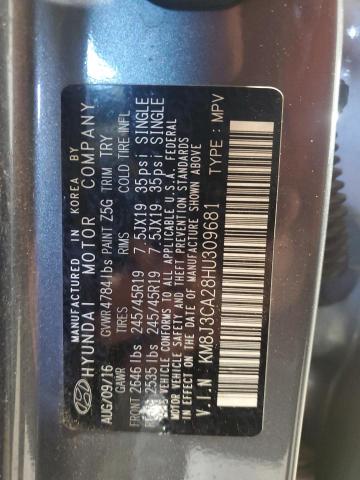 MANUFACTURED IN KOREA BY
HYUNDAI MOTOR COMPANY
AUG/09/16 GVWR 4784 lbs PAINT Z5G TRIM TRY
GAWR TIRES RIMS COLD TIRE INFL
FRONT 2646 lbs 245/45R19 7.5JX19 35psi SINGLE
REAR 2535 lbs 245/45R19 7.5JX19 35psi SINGLE
THIS VEHICLE CONFORMS TO ALL APPLICABLE U.S.A. FEDERAL
MOTOR VEHICLE SAFETY, BUMPER, AND THEFT PREVENTION STANDARDS
IN EFFECT ON THE DATE OF MANUFACTURE SHOWN ABOVE
V.I.N : KM8J3CA28HU309681 TYPE : MPV